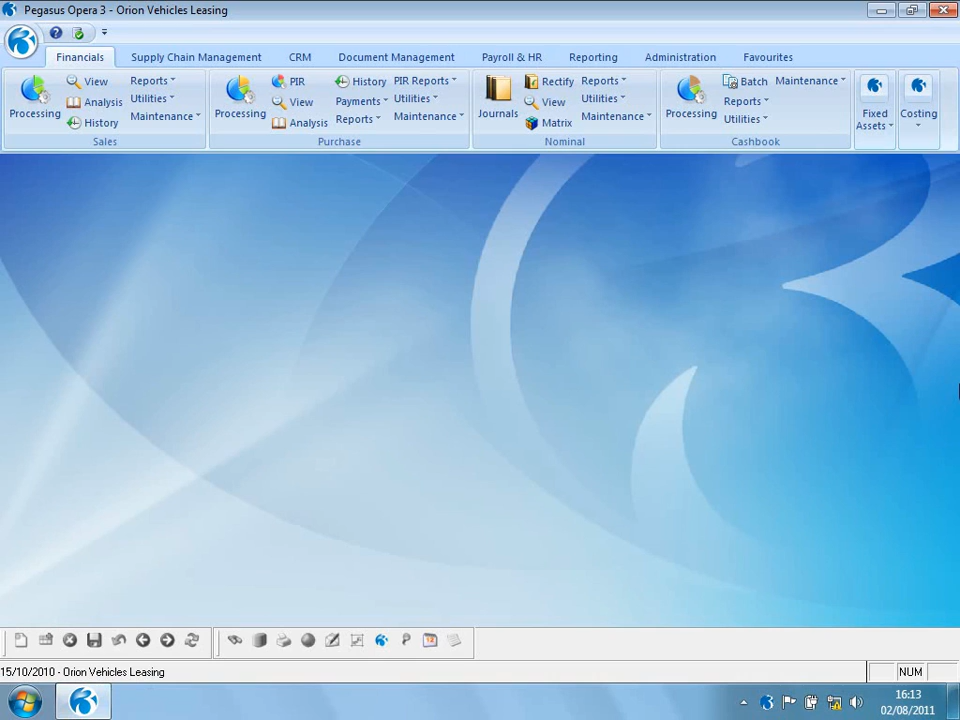 Pegasus Opera 3 - Orion Vehicles Leasing
Financials Supply Chain Management CRM Document Management Payroll & HR Reporting Administration Favourites
Processing View Analysis History Reports Utilities Maintenance
Sales
Processing PIR View Analysis History Payments Reports PIR Reports Utilities Maintenance
Purchase
Journals Rectify View Matrix Reports Utilities Maintenance
Nominal
Processing Batch Reports Utilities Maintenance
Cashbook
Fixed Assets
Costing
12
15/10/2010 - Orion Vehicles Leasing NUM
16:13
02/08/2011